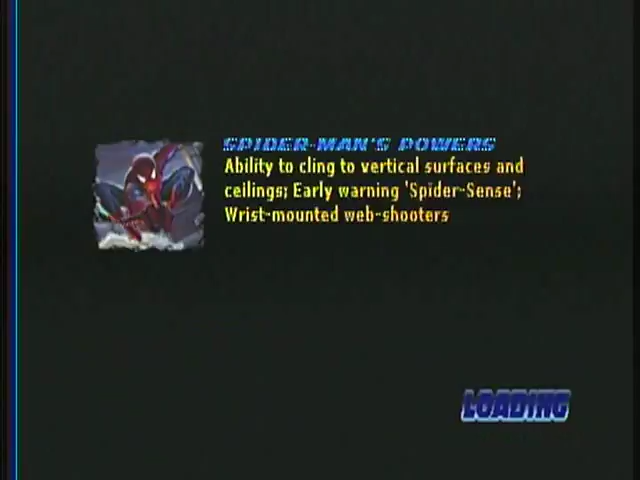 SPIDER-MAN'S POWERS
Ability to cling to vertical surfaces and
ceilings; Early warning 'Spider-Sense';
Wrist-mounted web-shooters
LOADING